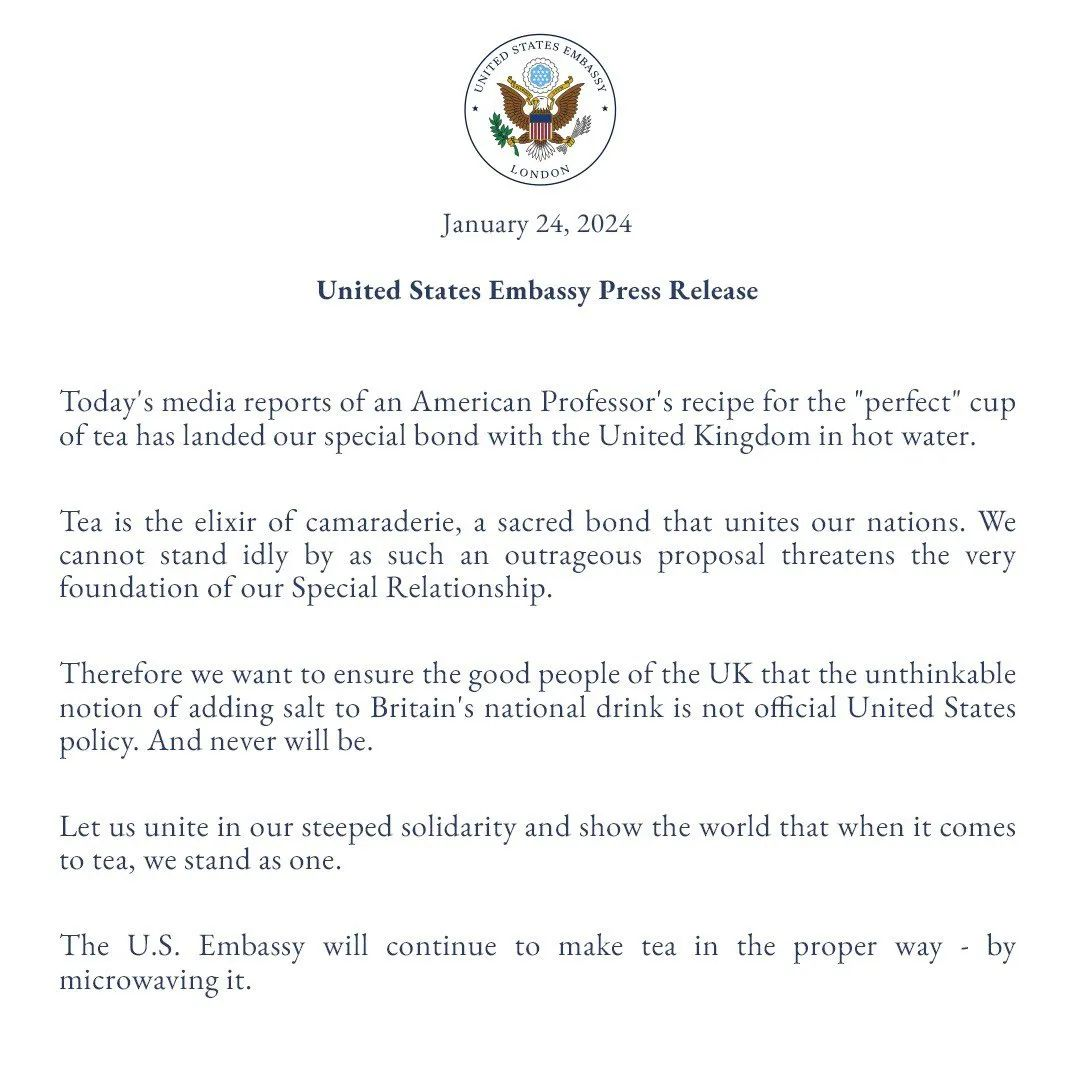 UNITED STATES EMBASSY
LONDON
January 24, 2024
United States Embassy Press Release
Today's media reports of an American Professor's recipe for the "perfect" cup
of tea has landed our special bond with the United Kingdom in hot water.
Tea is the elixir of camaraderie, a sacred bond that unites our nations. We
cannot stand idly by as such an outrageous proposal threatens the very
foundation of our Special Relationship.
Therefore we want to ensure the good people of the UK that the unthinkable
notion of adding salt to Britain's national drink is not official United States
policy. And never will be.
Let us unite in our steeped solidarity and show the world that when it comes
to tea, we stand as one.
The U.S. Embassy will continue to make tea in the proper way - by
microwaving it.